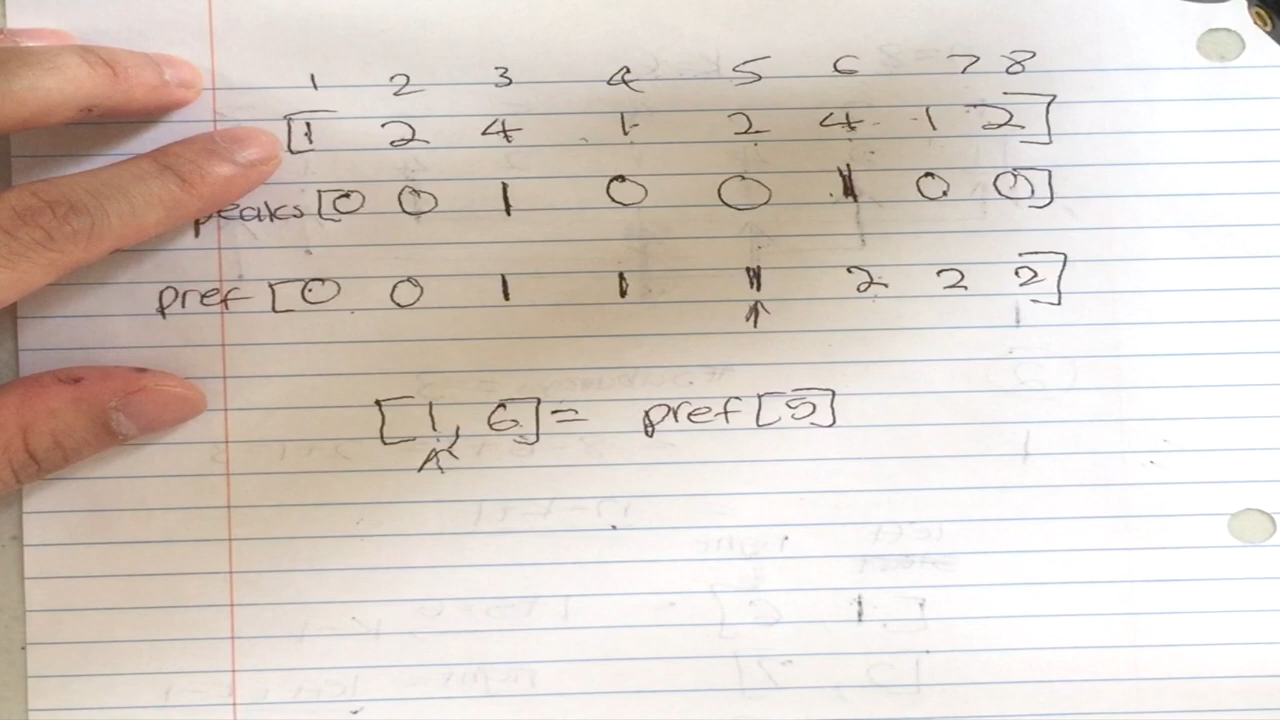 1 2 3 4 5 6 7 8
[1 2 4 1 2 4 1 2]
peaks [0 0 1 0 0 1 0 0]
pref [0 0 1 1 1 2 2 2]
↑
[1, 6] = pref[5]